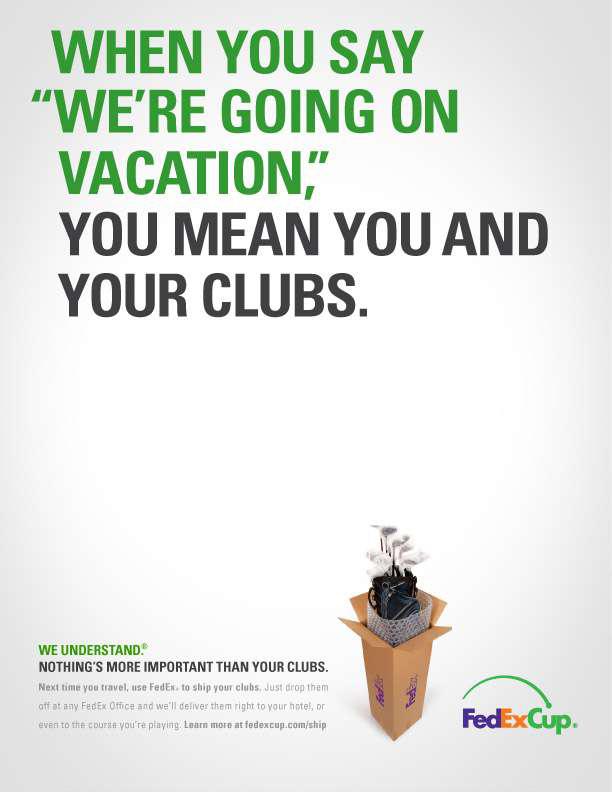 WHEN YOU SAY
“WE’RE GOING ON
VACATION,”
YOU MEAN YOU AND
YOUR CLUBS.
WE UNDERSTAND.®
NOTHING’S MORE IMPORTANT THAN YOUR CLUBS.
Next time you travel, use FedEx® to ship your clubs. Just drop them
off at any FedEx Office and we’ll deliver them right to your hotel, or
even to the course you’re playing. Learn more at fedexcup.com/ship
FedEx
FedEx
FedExCup®